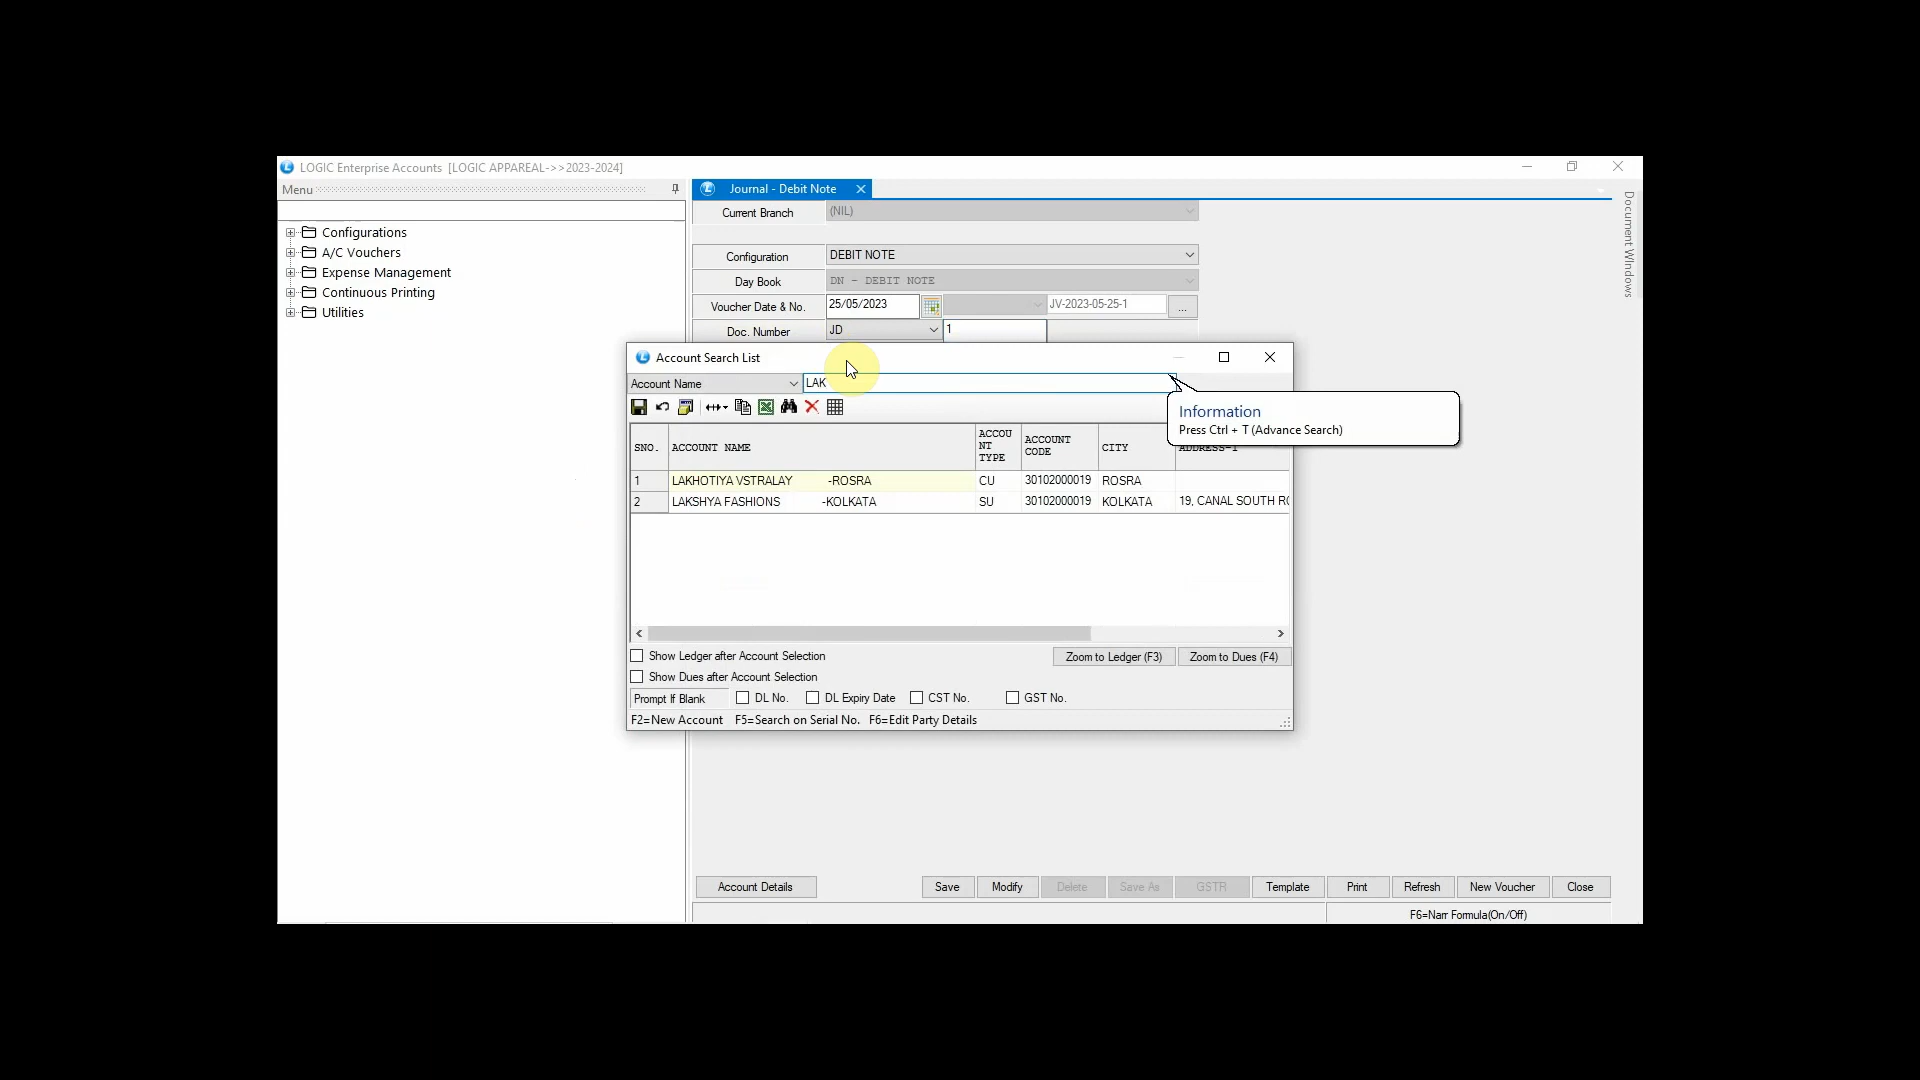 LOGIC Enterprise Accounts [LOGIC APPAREAL->>2023-2024]
Menu
Journal - Debit Note
Document Windows
Current Branch (NIL)
Configurations
A/C Vouchers
Expense Management
Continuous Printing
Utilities
Configuration DEBIT NOTE
Day Book DN - DEBIT NOTE
Voucher Date & No. 25/05/2023 JV-2023-05-25-1 ...
Doc. Number JD 1
Account Search List
Account Name LAK
Information
Press Ctrl + T (Advance Search)
SNO. ACCOUNT NAME ACCOUNT TYPE ACCOUNT CODE CITY ADDRESS-1
1 LAKHOTIYA VSTRALAY -ROSRA CU 30102000019 ROSRA
2 LAKSHYA FASHIONS -KOLKATA SU 30102000019 KOLKATA 19, CANAL SOUTH RO
Show Ledger after Account Selection Zoom to Ledger (F3) Zoom to Dues (F4)
Show Dues after Account Selection
Prompt If Blank DL No. DL Expiry Date CST No. GST No.
F2=New Account F5=Search on Serial No. F6=Edit Party Details
Account Details Save Modify Delete Save As GSTR Template Print Refresh New Voucher Close
F6=Narr Formula(On/Off)